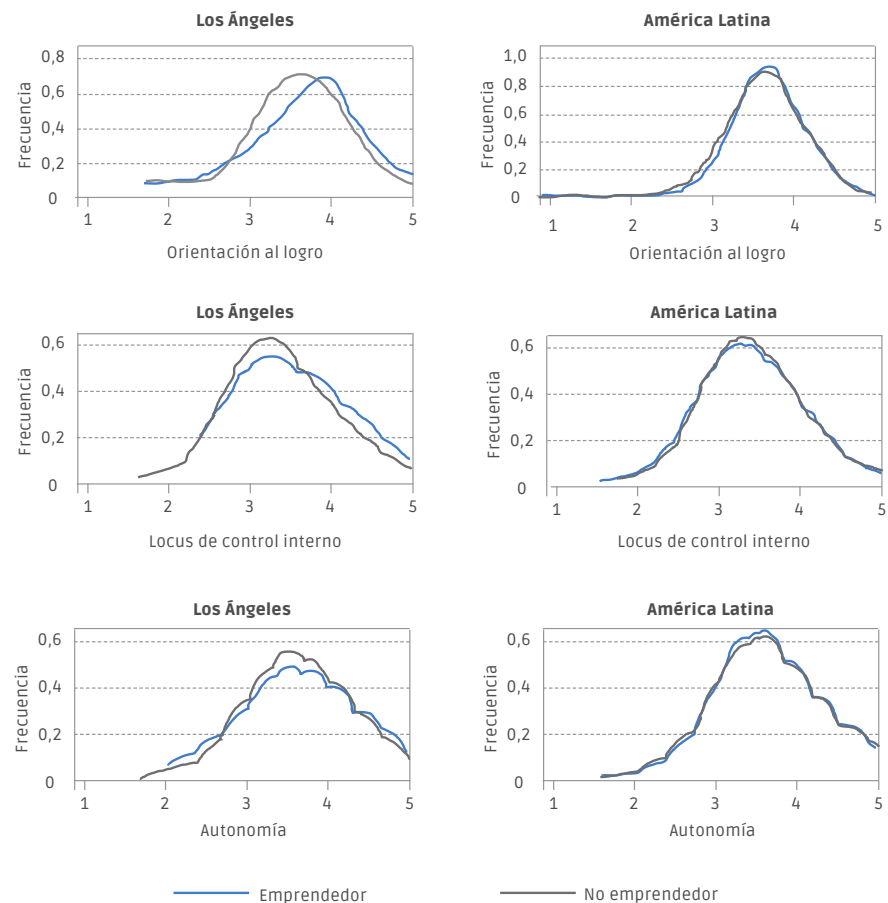 Los Ángeles
Frecuencia
0,8
0,6
0,4
0,2
0
1 2 3 4 5
Orientación al logro
América Latina
Frecuencia
1,0
0,8
0,6
0,4
0,2
0
1 2 3 4 5
Orientación al logro
Los Ángeles
Frecuencia
0,6
0,4
0,2
0
1 2 3 4 5
Locus de control interno
América Latina
Frecuencia
0,6
0,4
0,2
0
1 2 3 4 5
Locus de control interno
Los Ángeles
Frecuencia
0,6
0,4
0,2
0
1 2 3 4 5
Autonomía
América Latina
Frecuencia
0,6
0,4
0,2
0
1 2 3 4 5
Autonomía
Emprendedor
No emprendedor